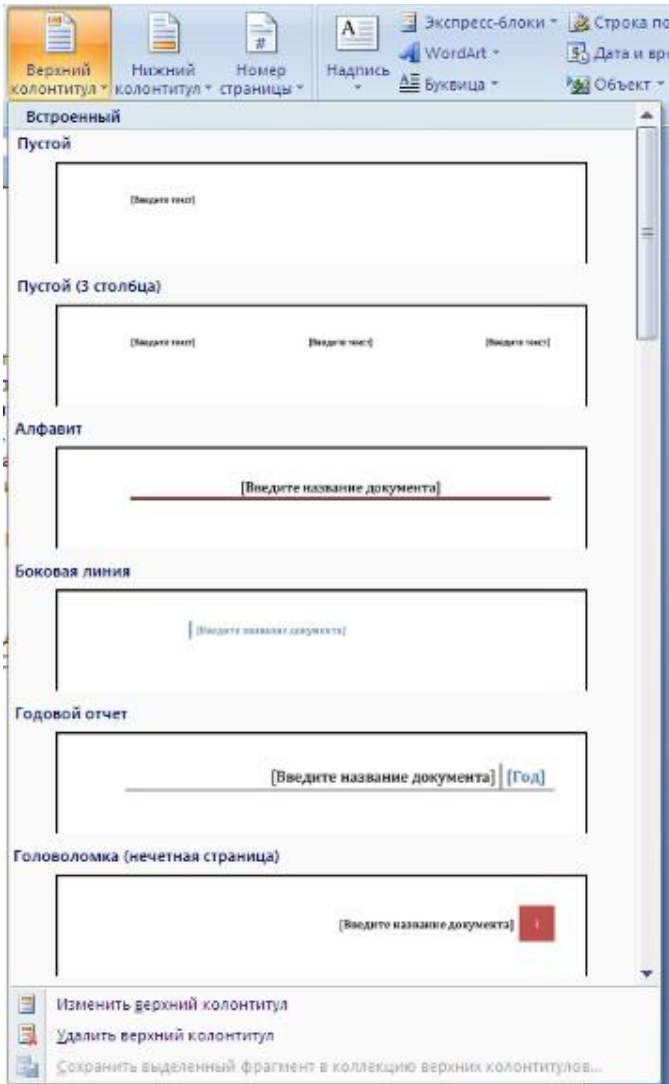 Верхний колонтитул
Нижний колонтитул
Номер страницы
#
A
Надпись
Экспресс-блоки
WordArt
Буквица
Строка по
Дата и вре
Объект
Встроенный
Пустой
[Введите текст]
Пустой (3 столбца)
[Введите текст] [Введите текст] [Введите текст]
Алфавит
[Введите название документа]
Боковая линия
[Введите название документа]
Годовой отчет
[Введите название документа] [Год]
Головоломка (нечетная страница)
[Введите название документа] 1
Изменить верхний колонтитул
Удалить верхний колонтитул
Сохранить выделенный фрагмент в коллекцию верхних колонтитулов...